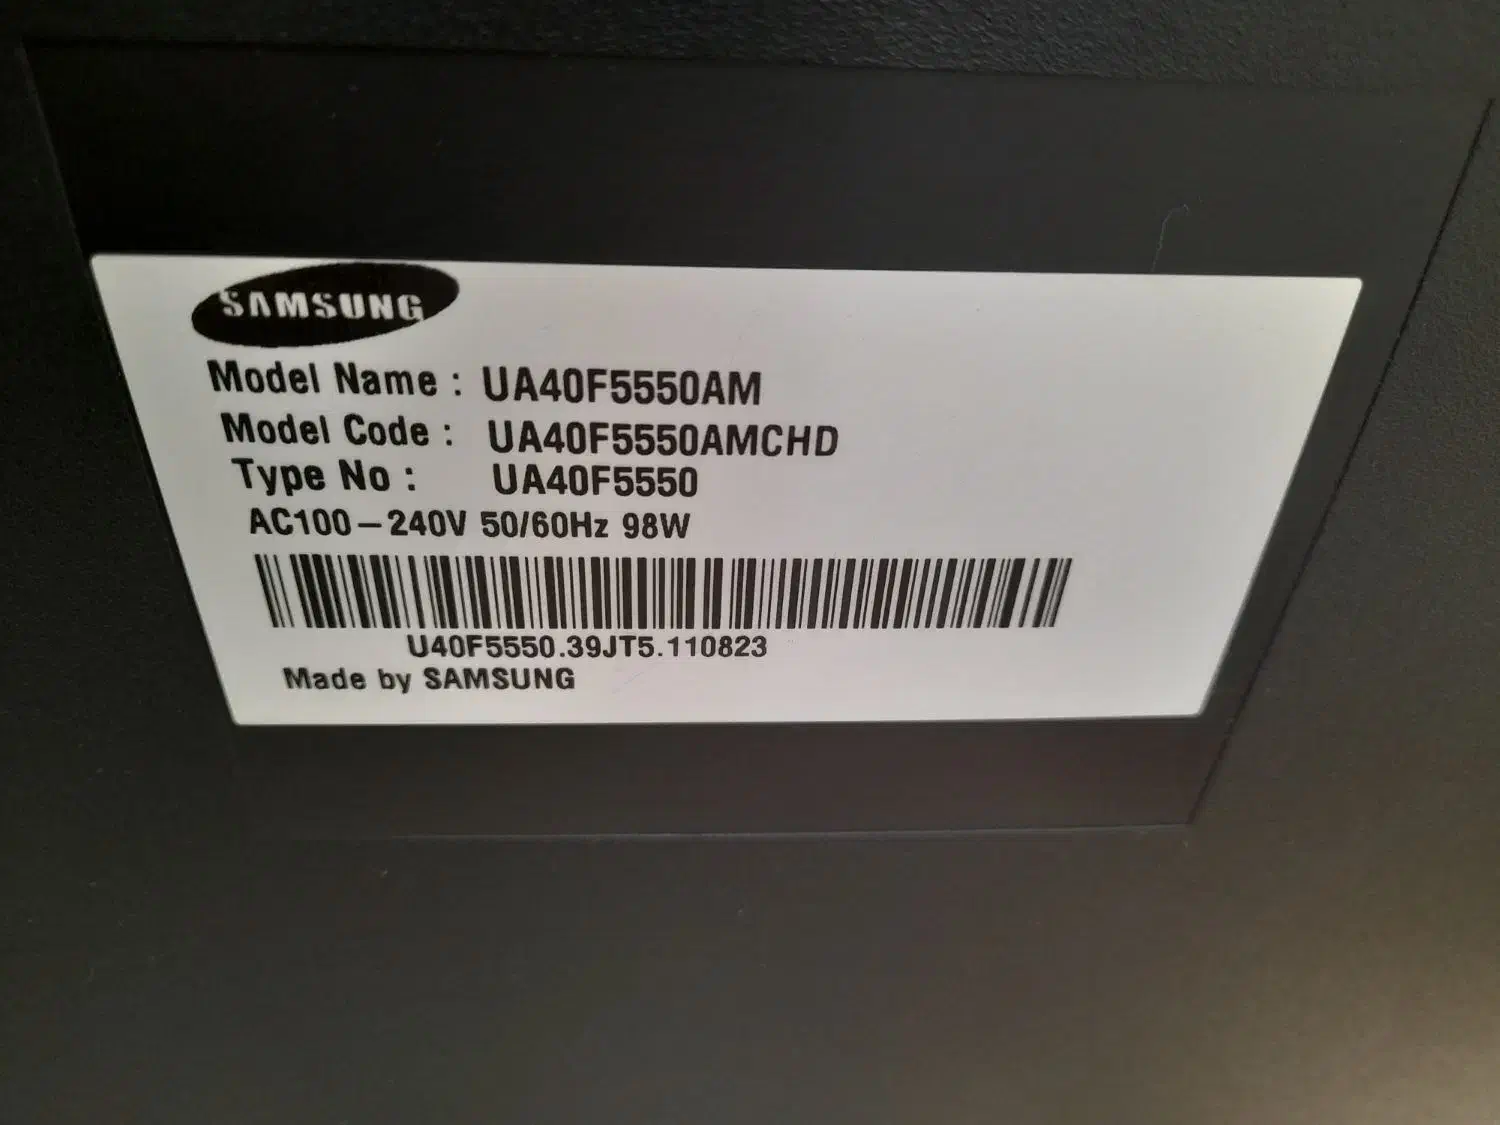 SAMSUNG
Model Name : UA40F5550AM
Model Code : UA40F5550AMCHD
Type No : UA40F5550
AC100-240V 50/60Hz 98W
U40F5550.39JT5.110823
Made by SAMSUNG